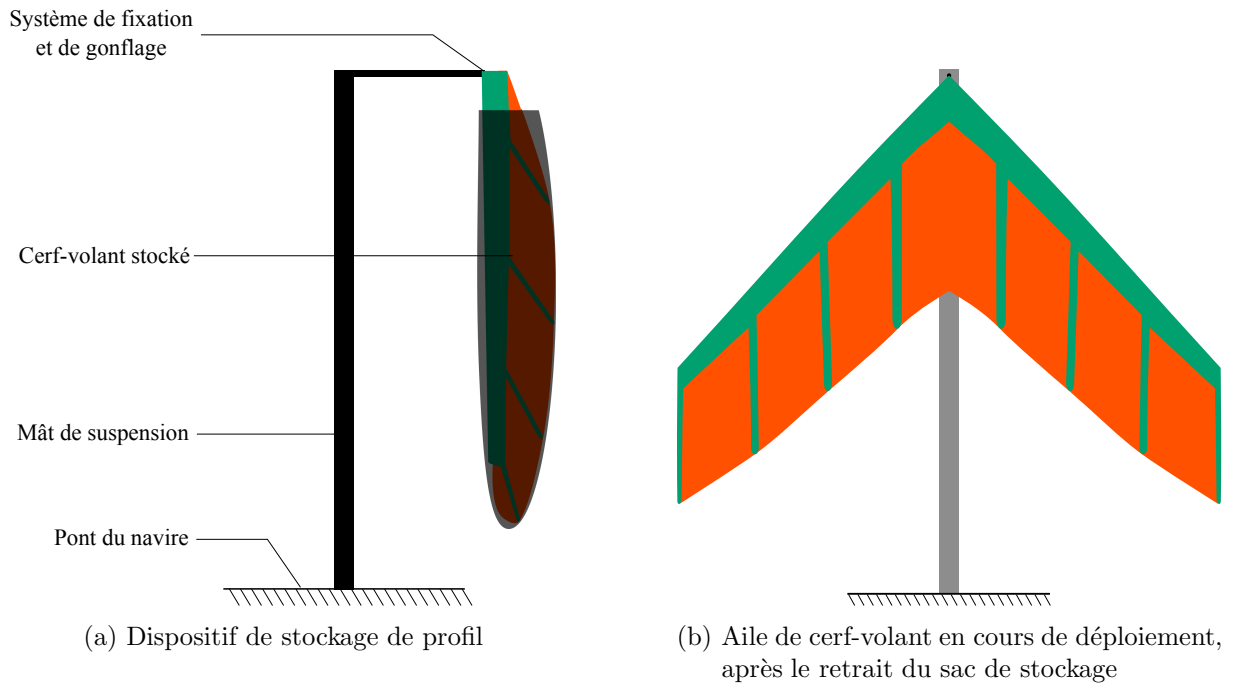 Système de fixation
et de gonflage
Cerf-volant stocké
Mât de suspension
Pont du navire
(a) Dispositif de stockage de profil
(b) Aile de cerf-volant en cours de déploiement,
après le retrait du sac de stockage